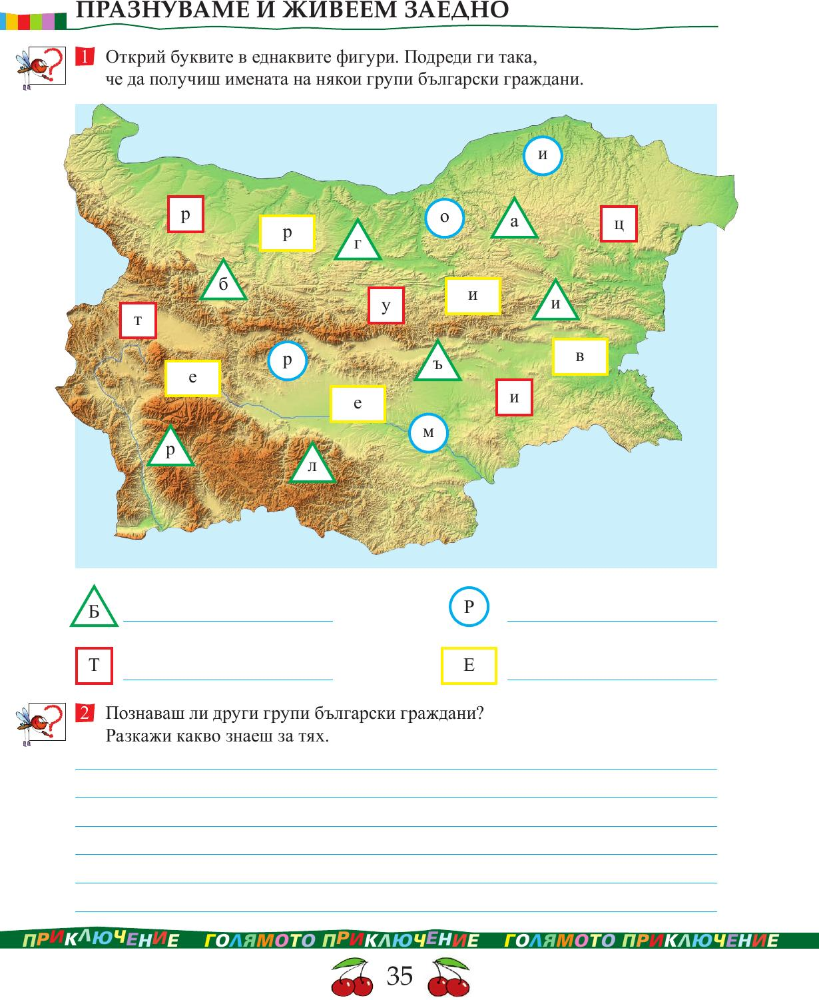 ПРАЗНУВАМЕ И ЖИВЕЕМ ЗАЕДНО
1 Открий буквите в еднаквите фигури. Подреди ги така,
че да получиш имената на някои групи български граждани.
и
р
о
а
ц
р
г
б
у
и
и
т
р
ъ
в
е
е
и
м
р
л
Б
Р
Т
Е
2 Познаваш ли други групи български граждани?
Разкажи какво знаеш за тях.
ПРИКЛЮЧЕНИЕ ГОЛЯМОТО ПРИКЛЮЧЕНИЕ ГОЛЯМОТО ПРИКЛЮЧЕНИЕ
35